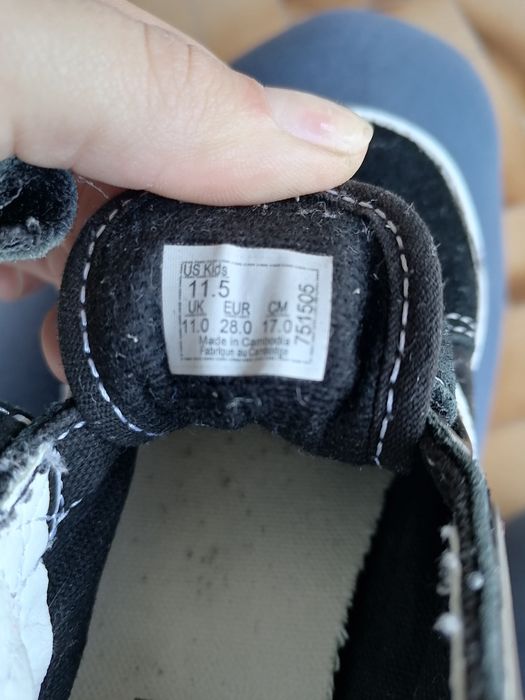 US Kids
11.5
UK EUR CM
11.0 28.0 17.0
Made in Cambodia
Fabrique au Cambodge
751505